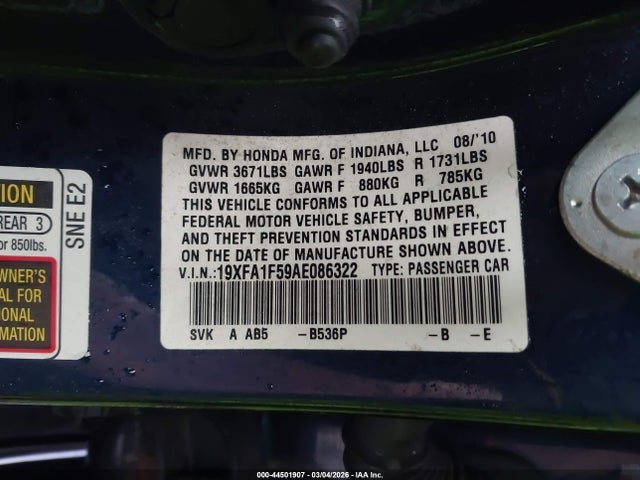 MFD. BY HONDA MFG. OF INDIANA, LLC 08/'10
GVWR 3671LBS GAWR F 1940LBS R 1731LBS
GVWR 1665KG GAWR F 880KG R 785KG
THIS VEHICLE CONFORMS TO ALL APPLICABLE
FEDERAL MOTOR VEHICLE SAFETY, BUMPER,
AND THEFT PREVENTION STANDARDS IN EFFECT
ON THE DATE OF MANUFACTURE SHOWN ABOVE.
V.I.N.:19XFA1F59AE086322 TYPE: PASSENGER CAR
SVK A AB5 -B536P -B -E
ION
REAR 3
or 850lbs.
WNER'S
AL FOR
IONAL
RMATION
SNE E2
000-44501907 - 03/04/2026 - IAA Inc.